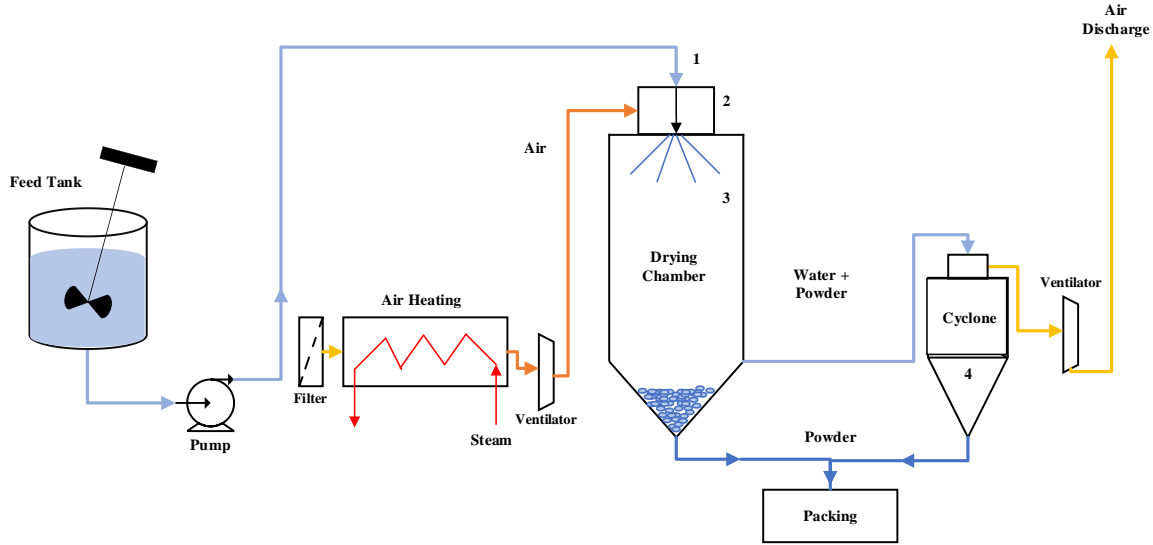 Air
Discharge
1
2
Air
Feed Tank
3
Drying
Chamber
Water +
Powder
Ventilator
Air Heating
Cyclone
4
Filter
Ventilator
Steam
Pump
Powder
Packing